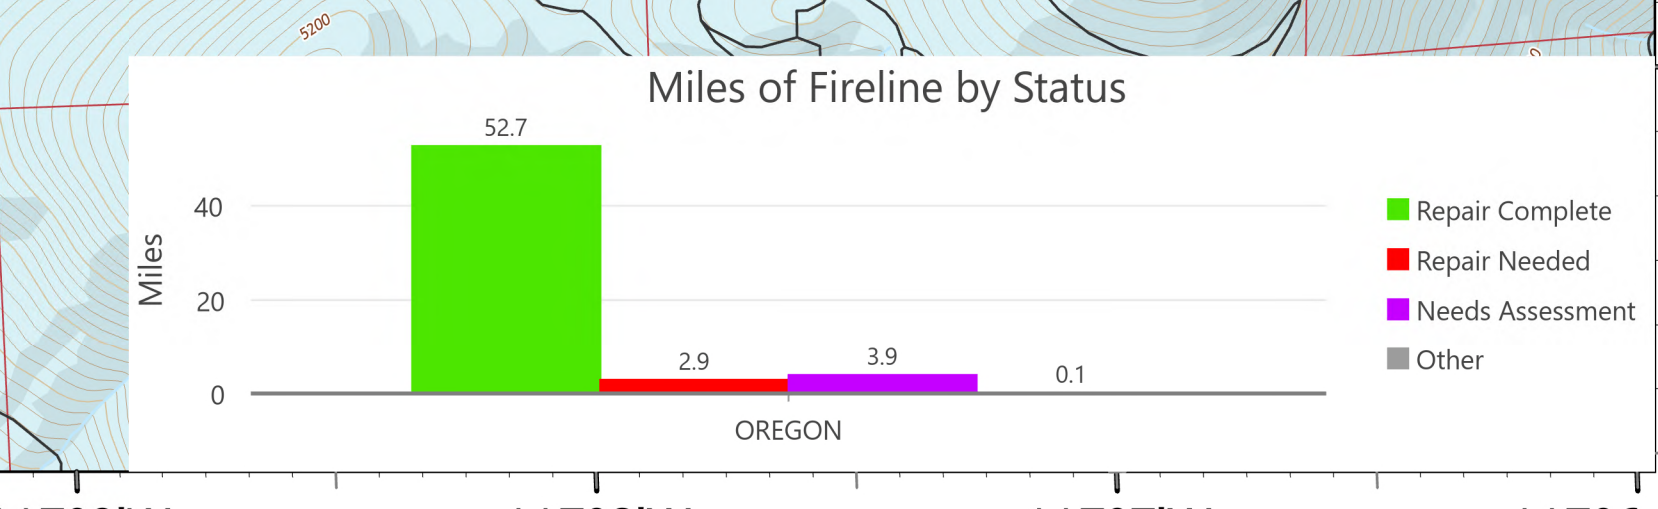 5200
Miles of Fireline by Status
52.7
40
Miles
20
0
2.9
3.9
0.1
OREGON
Repair Complete
Repair Needed
Needs Assessment
Other